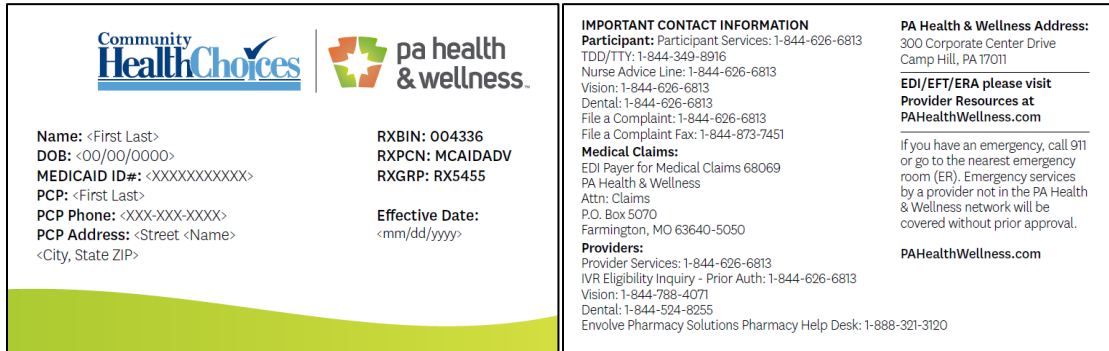 Community
HealthChoices
pa health
& wellness™
Name: <First Last>
DOB: <00/00/0000>
MEDICAID ID#: <XXXXXXXXXXX>
PCP: <First Last>
PCP Phone: <XXX-XXX-XXXX>
PCP Address: <Street <Name>
<City, State ZIP>
RXBIN: 004336
RXPCN: MCAIDADV
RXGRP: RX5455
Effective Date:
<mm/dd/yyyy>
IMPORTANT CONTACT INFORMATION
Participant: Participant Services: 1-844-626-6813
TDD/TTY: 1-844-349-8916
Nurse Advice Line: 1-844-626-6813
Vision: 1-844-626-6813
Dental: 1-844-626-6813
File a Complaint: 1-844-626-6813
File a Complaint Fax: 1-844-873-7451
Medical Claims:
EDI Payer for Medical Claims 68069
PA Health & Wellness
Attn: Claims
P.O. Box 5070
Farmington, MO 63640-5050
Providers:
Provider Services: 1-844-626-6813
IVR Eligibility Inquiry - Prior Auth: 1-844-626-6813
Vision: 1-844-788-4071
Dental: 1-844-524-8255
Envolve Pharmacy Solutions Pharmacy Help Desk: 1-888-321-3120
PA Health & Wellness Address:
300 Corporate Center Drive
Camp Hill, PA 17011
EDI/EFT/ERA please visit
Provider Resources at
PAHealthWellness.com
If you have an emergency, call 911
or go to the nearest emergency
room (ER). Emergency services
by a provider not in the PA Health
& Wellness network will be
covered without prior approval.
PAHealthWellness.com